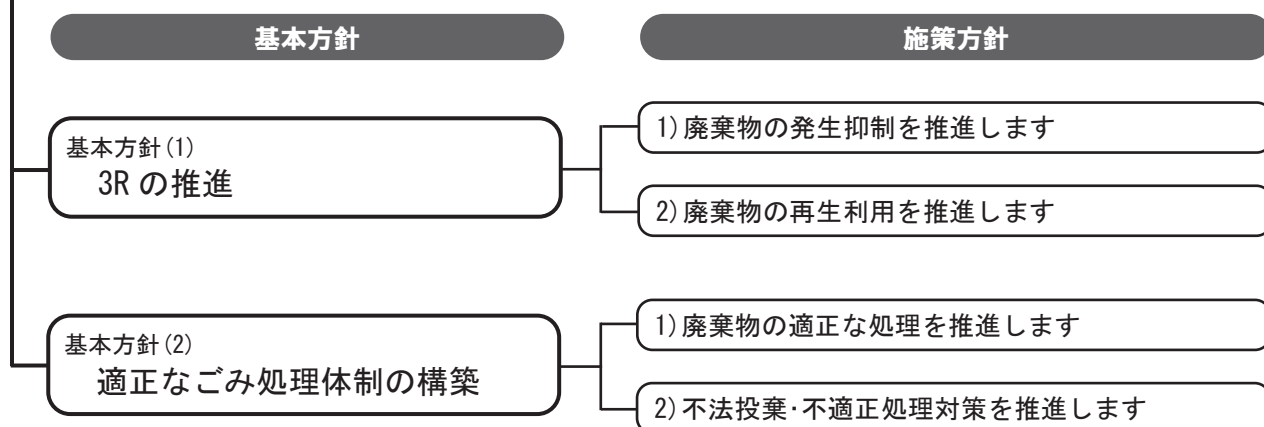 基本方針
施策方針
基本方針(1)
3Rの推進
1)廃棄物の発生抑制を推進します
2)廃棄物の再生利用を推進します
基本方針(2)
適正なごみ処理体制の構築
1)廃棄物の適正な処理を推進します
2)不法投棄･不適正処理対策を推進します